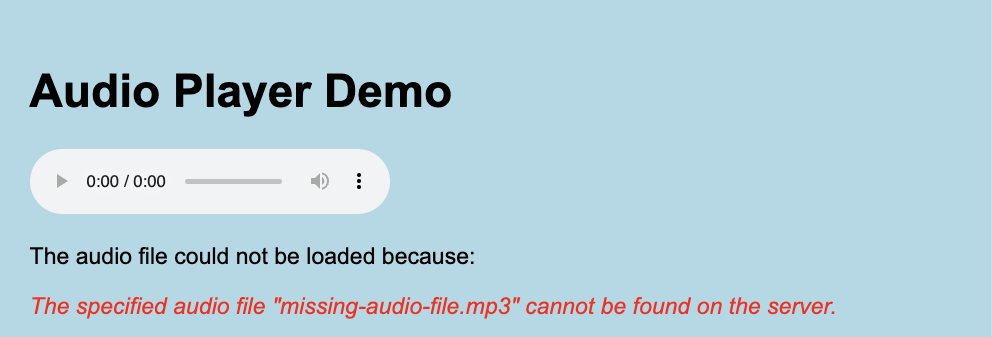 Audio Player Demo
0:00 / 0:00
The audio file could not be loaded because:
The specified audio file "missing-audio-file.mp3" cannot be found on the server.